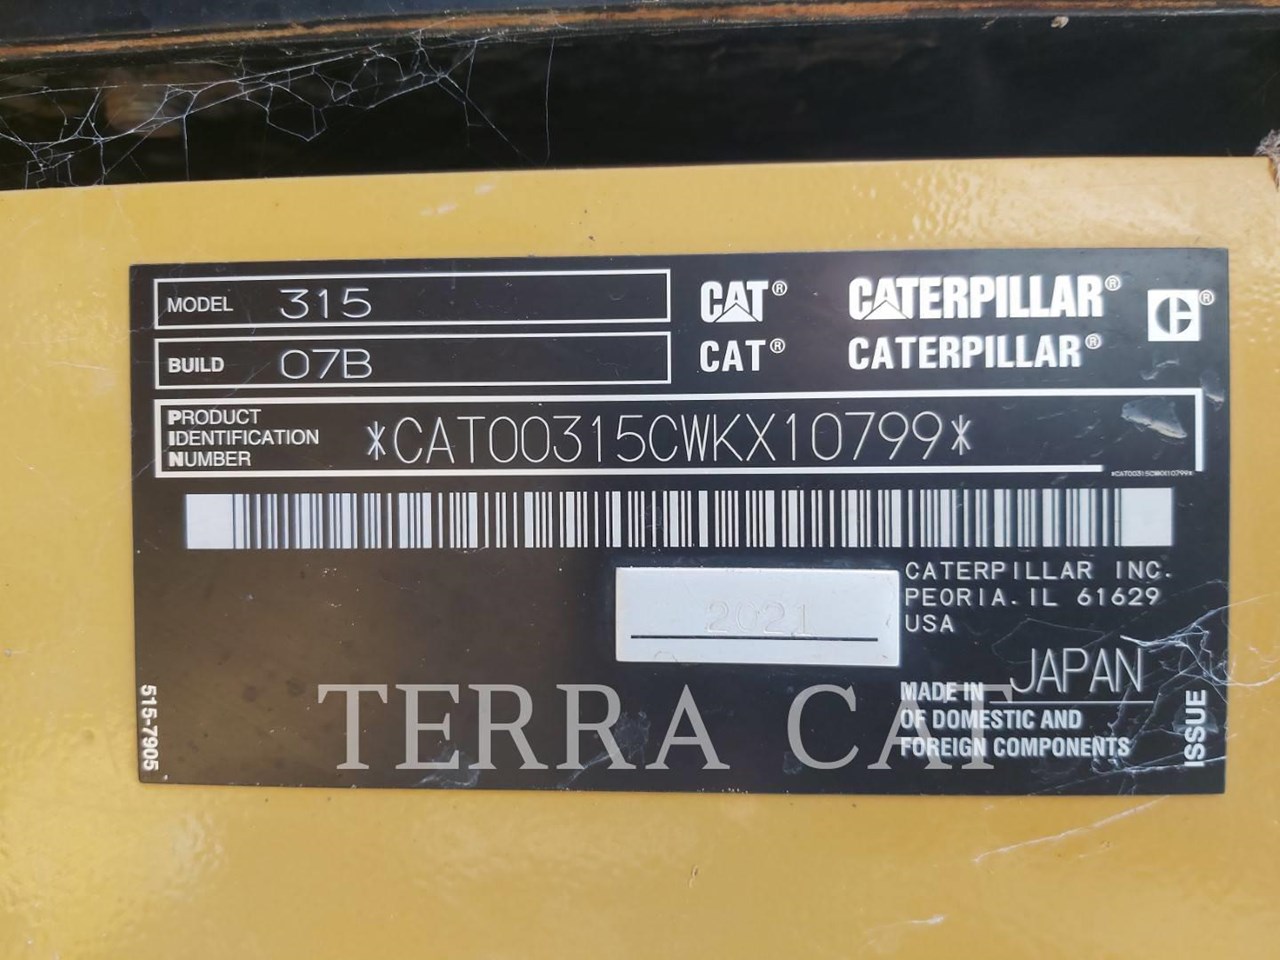 MODEL 315
BUILD 07B
CAT® CATERPILLAR® ®
CAT® CATERPILLAR®
PRODUCT
IDENTIFICATION
NUMBER
*CAT00315CWKX10799*
*CAT00315CWKX10799*
2021
CATERPILLAR INC.
PEORIA. IL 61629
USA
MADE IN JAPAN
OF DOMESTIC AND
FOREIGN COMPONENTS
515-7905
ISSUE
TERRA CAT